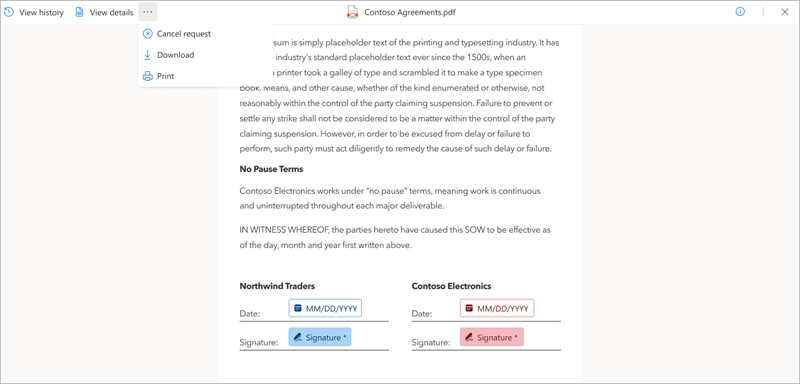 View history View details ··· Contoso Agreements.pdf
Cancel request
Download
Print
sum is simply placeholder text of the printing and typesetting industry. It has
industry's standard placeholder text ever since the 1500s, when an
printer took a galley of type and scrambled it to make a type specimen
book. Means, and other cause, whether of the kind enumerated or otherwise, not
reasonably within the control of the party claiming suspension. Failure to prevent or
settle any strike shall not be considered to be a matter within the control of the party
claiming suspension. However, in order to be excused from delay or failure to
perform, such party must act diligently to remedy the cause of such delay or failure.
No Pause Terms
Contoso Electronics works under “no pause” terms, meaning work is continuous
and uninterrupted throughout each major deliverable.
IN WITNESS WHEREOF, the parties hereto have caused this SOW to be effective as
of the day, month and year first written above.
Northwind Traders Contoso Electronics
Date: MM/DD/YYYY Date: MM/DD/YYYY
Signature: Signature * Signature: Signature *